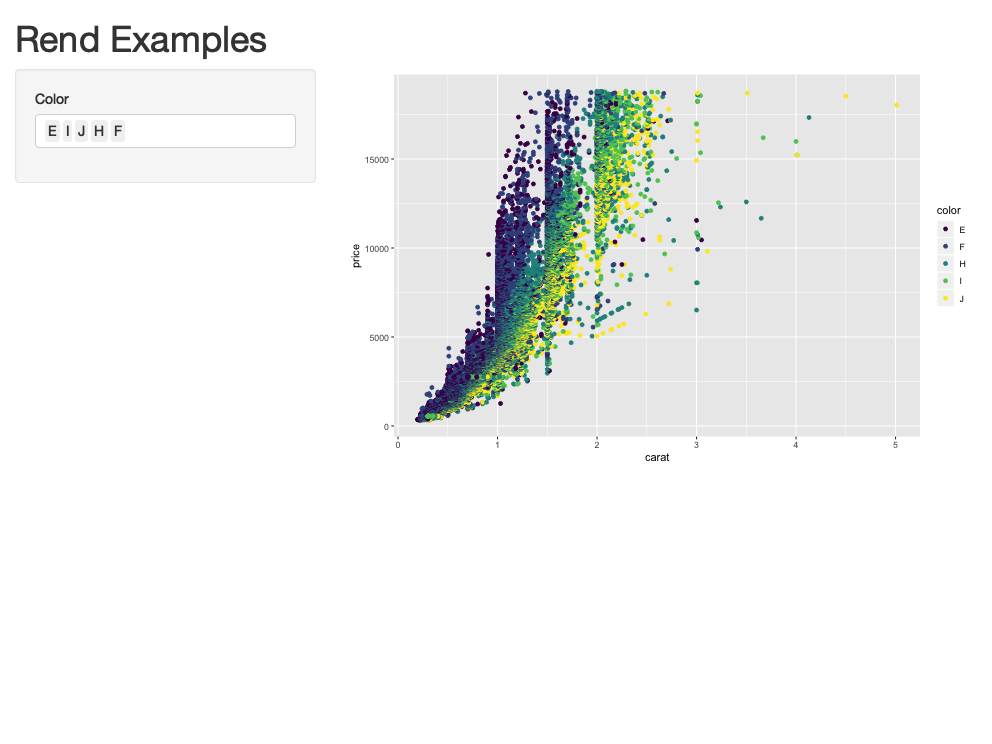 Rend Examples
Color
E I J H F
price
15000
10000
5000
0
0 1 2 3 4 5
carat
color
E
F
H
I
J